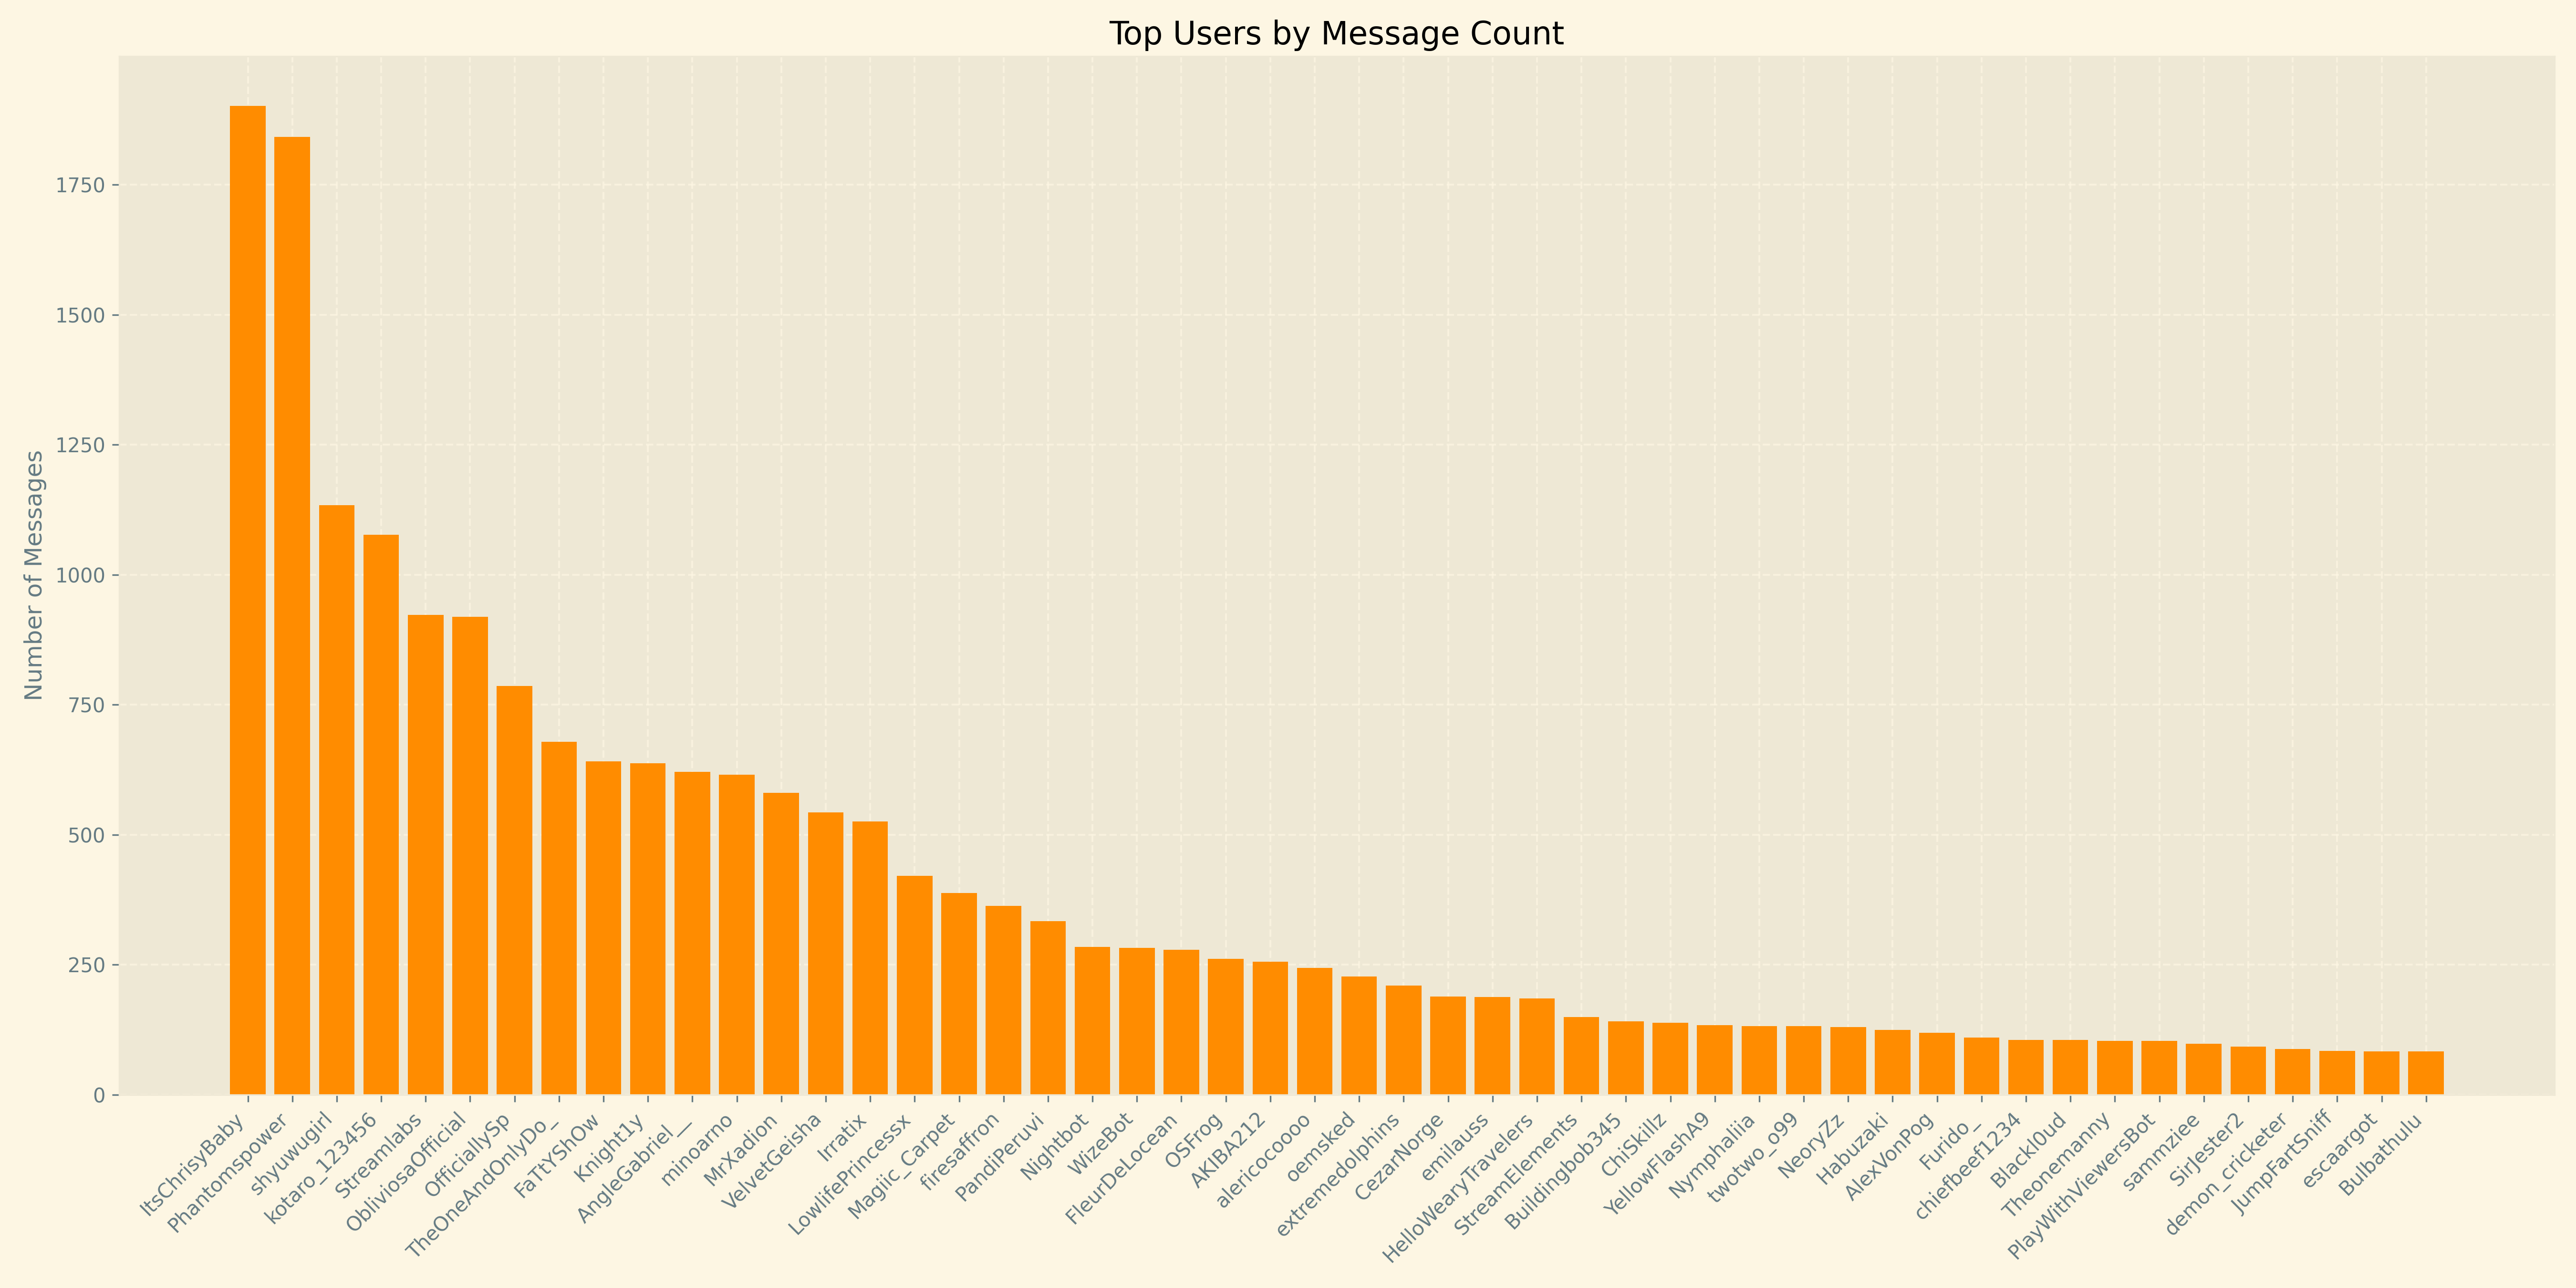 Top Users by Message Count
Number of Messages
1750
1500
1250
1000
750
500
250
0
ItsChrisyBaby
Phantomspower
shyuwugirl
kotaro_123456
Streamlabs
ObliviosaOfficial
OfficiallySp
TheOneAndOnlyDo_
FaTtYShOw
Knight1y
AngleGabriel__
minoarno
MrXadion
VelvetGeisha
Irratix
LowlifePrincessx
Magiic_Carpet
firesaffron
PandiPeruvi
Nightbot
WizeBot
FleurDeLocean
OSFrog
AKIBA212
alericocoooo
oemsked
extremedolphins
CezarNorge
emilauss
HelloWearyTravelers
StreamElements
Buildingbob345
ChiSkillz
YellowFlashA9
Nymphallia
twotwo_o99
NeoryZz
Habuzaki
AlexVonPog
Furido_
chiefbeef1234
Blackl0ud
Theonemanny
PlayWithViewersBot
sammziee
SirJester2
demon_cricketer
JumpFartSniff
escaargot
Bulbathulu